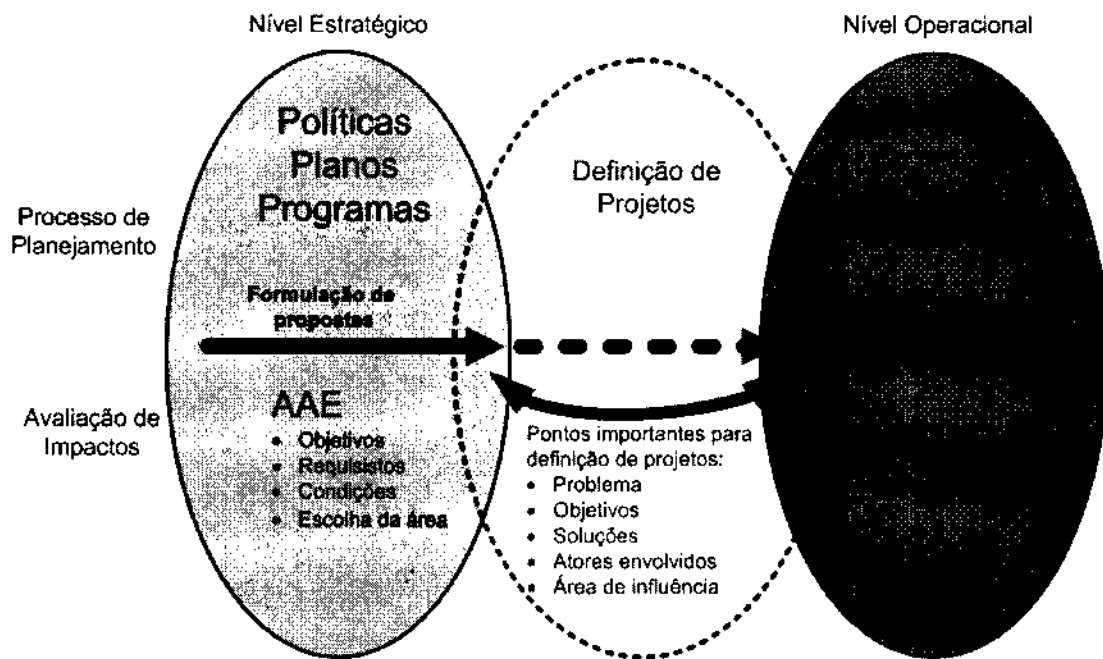 Nível Estratégico
Nível Operacional
Políticas
Planos
Programas
Definição de
Projetos
Processo de
Planejamento
Formulação de
propostas
Avaliação de
Impactos
AAE
• Objetivos
• Requisistos
• Condições
• Escolha da área
Pontos importantes para
definição de projetos:
• Problema
• Objetivos
• Soluções
• Atores envolvidos
• Área de influência